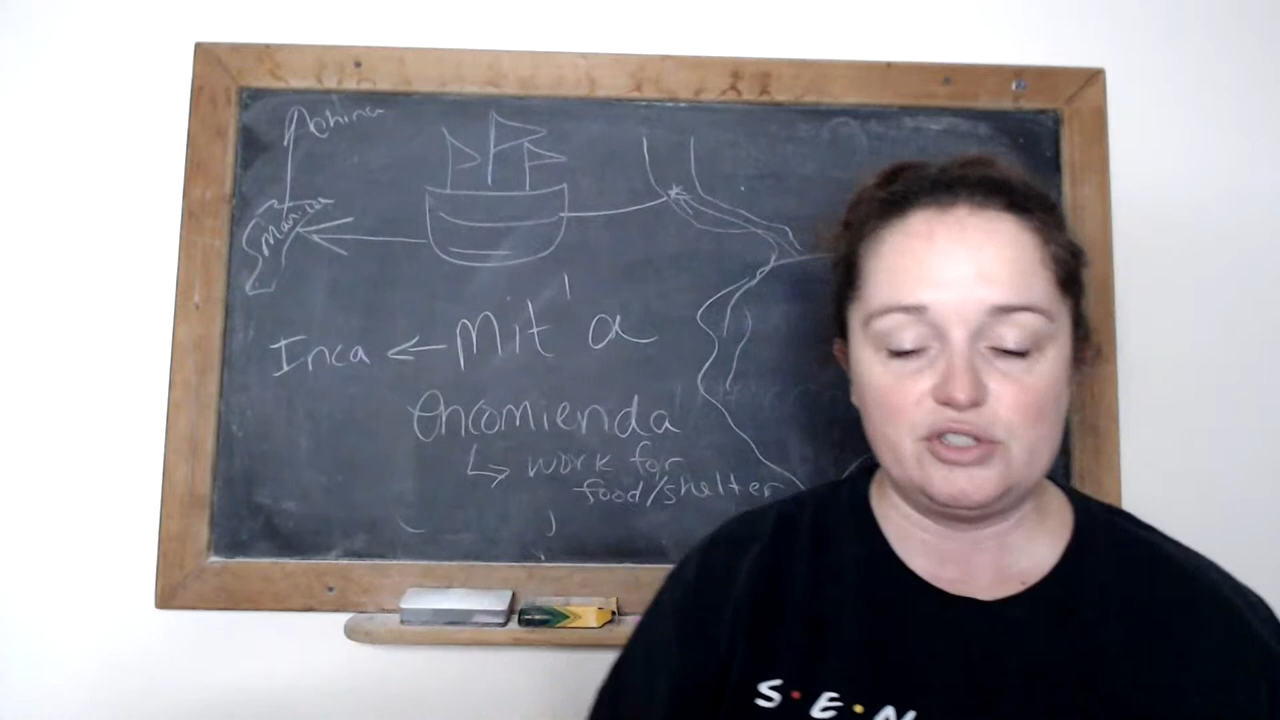 china
Manila
Inca ← Mit'a
encomienda
↳ work for
food/shelter
S•E•N